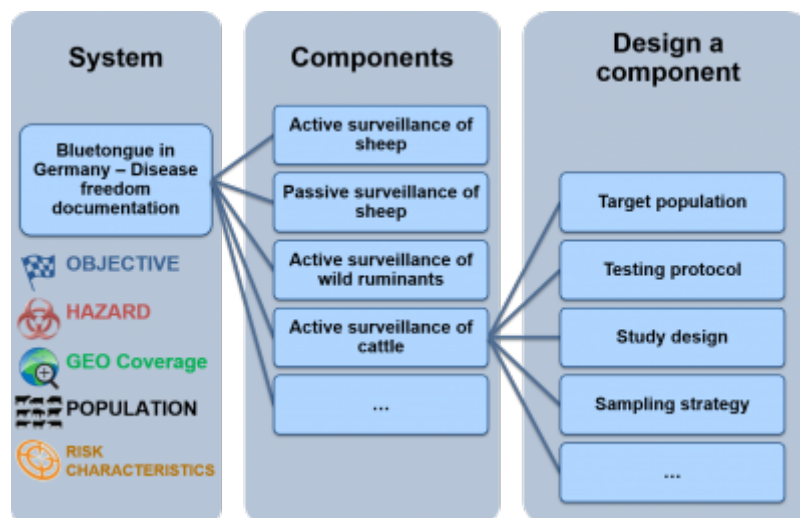 System
Bluetongue in
Germany – Disease
freedom
documentation
OBJECTIVE
HAZARD
GEO Coverage
POPULATION
RISK
CHARACTERISTICS
Components
Active surveillance of
sheep
Passive surveillance of
sheep
Active surveillance of
wild ruminants
Active surveillance of
cattle
...
Design a
component
Target population
Testing protocol
Study design
Sampling strategy
...